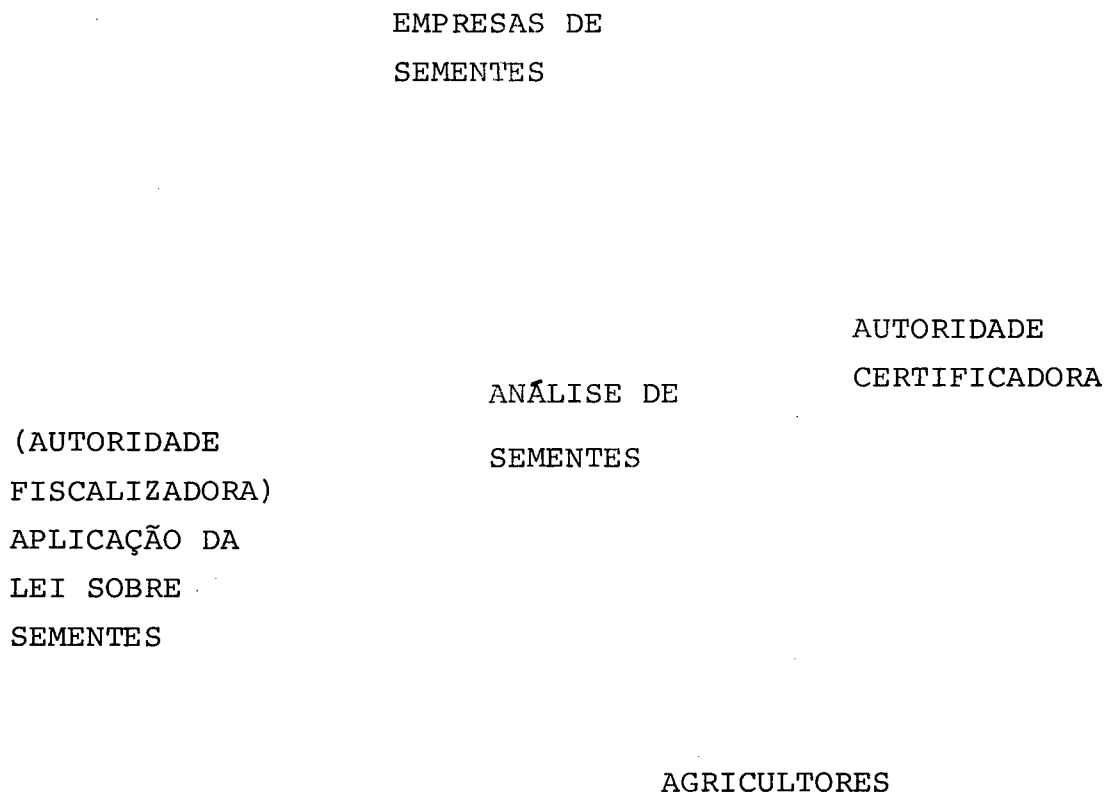 EMPRESAS DE
SEMENTES
AUTORIDADE
CERTIFICADORA
ANÁLISE DE
SEMENTES
(AUTORIDADE
FISCALIZADORA)
APLICAÇÃO DA
LEI SOBRE
SEMENTES
AGRICULTORES